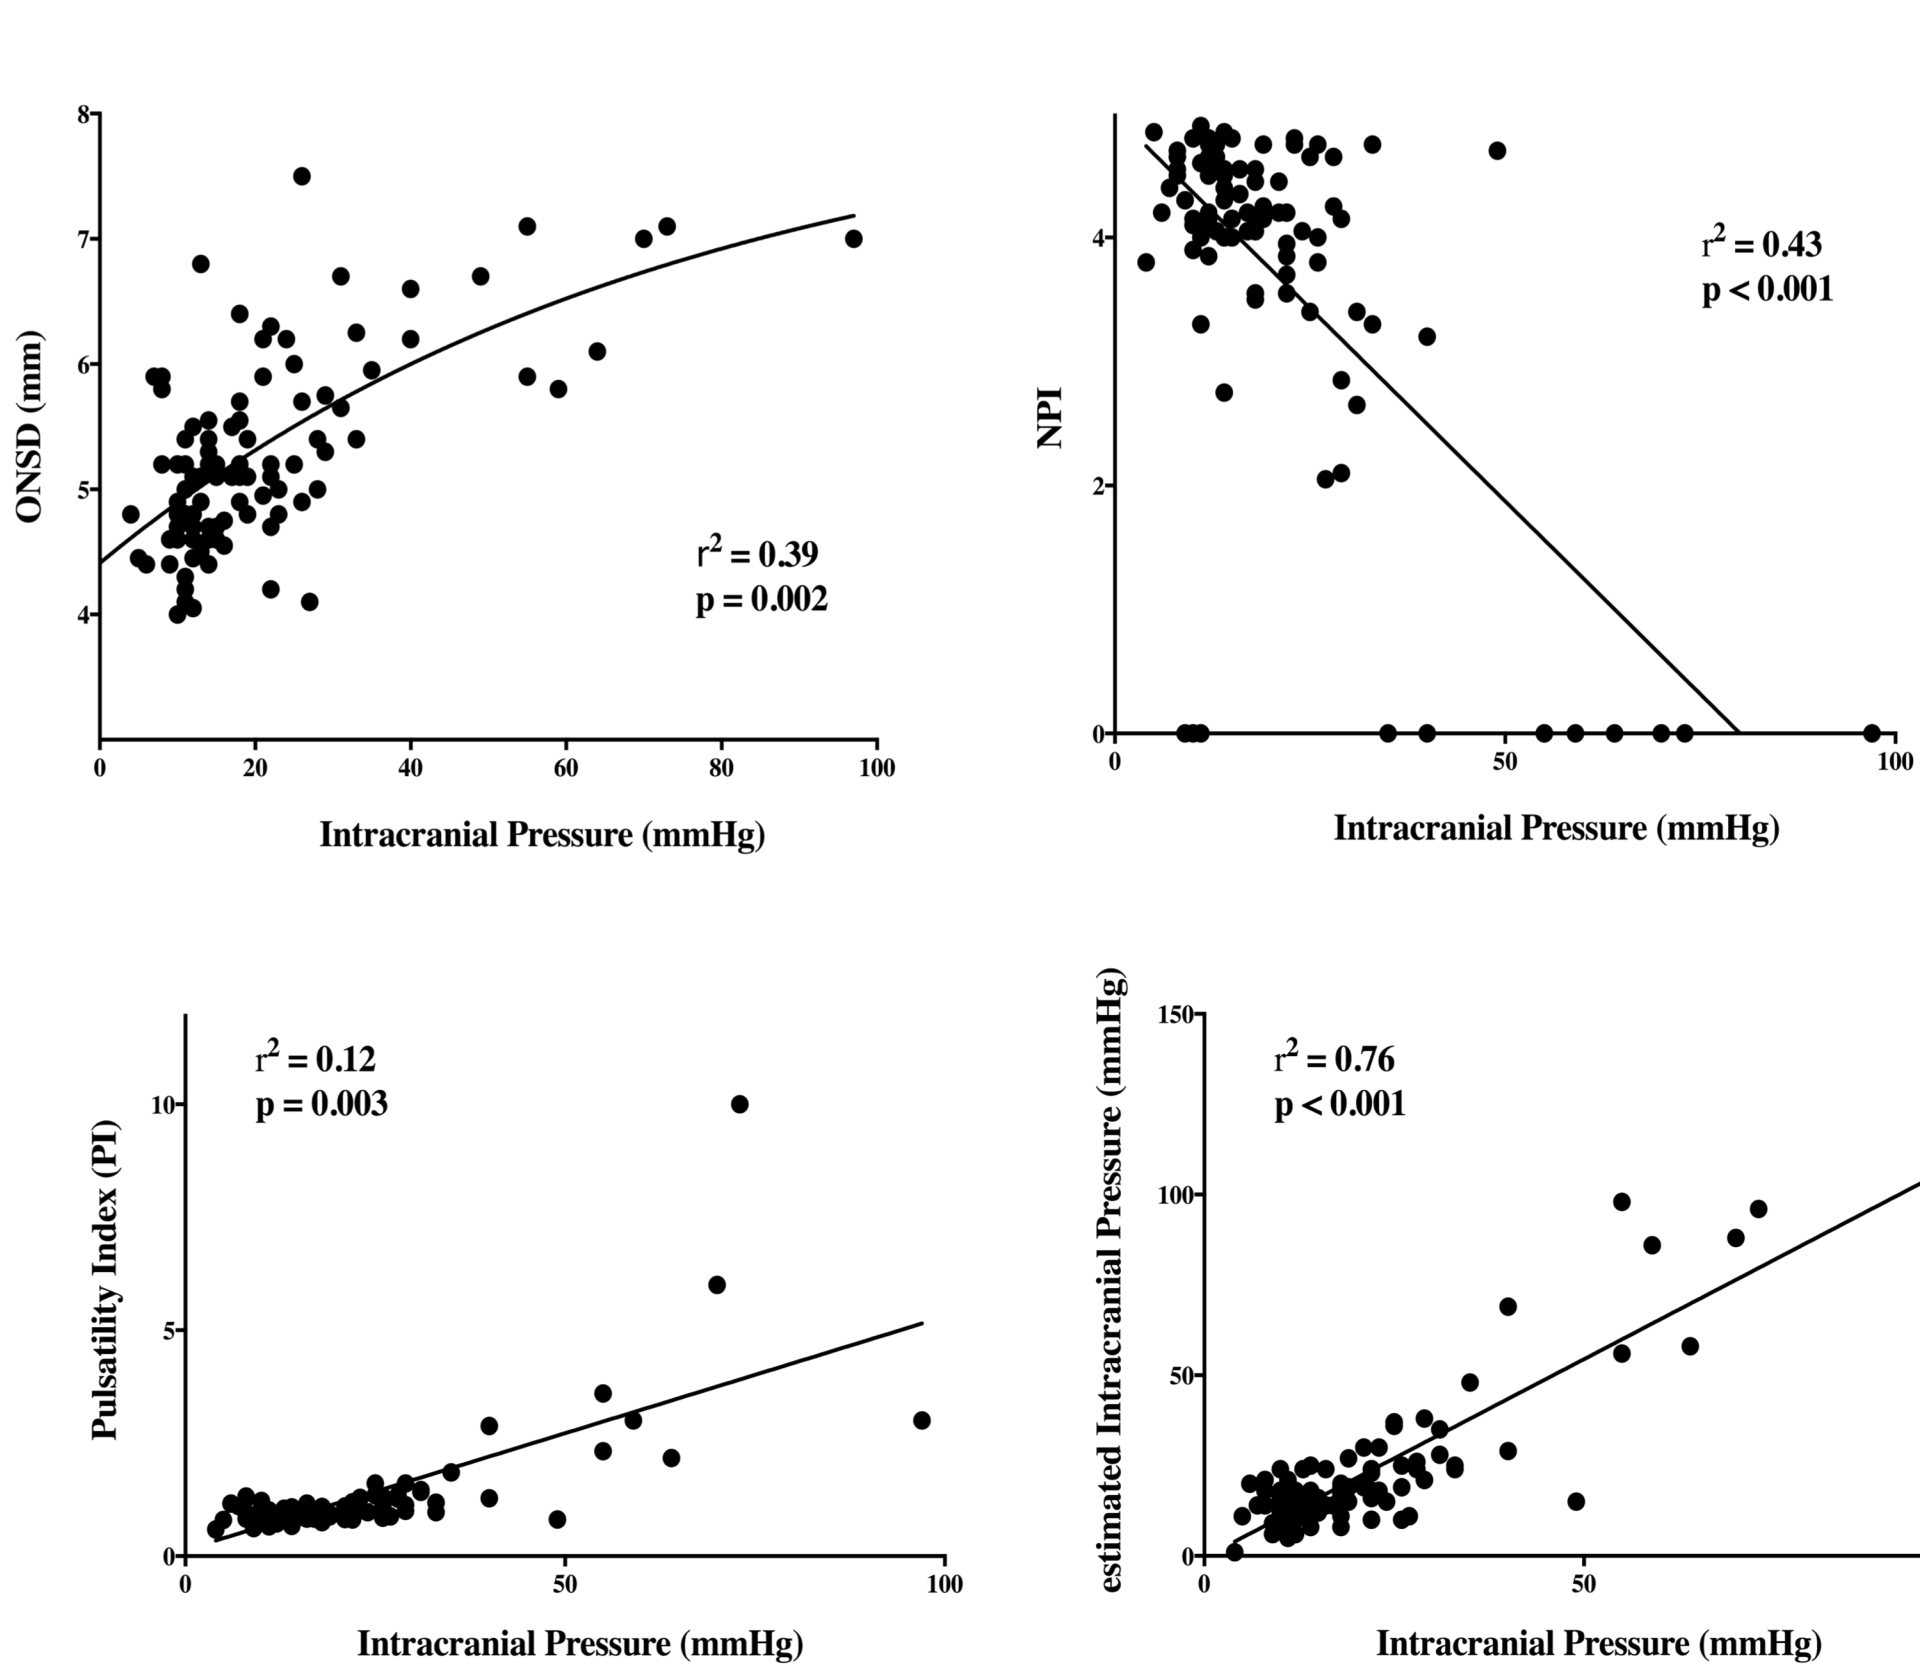 8
7
6
5
4
ONSD (mm)
r² = 0.39
p = 0.002
0 20 40 60 80 100
Intracranial Pressure (mmHg)
4
2
0
NPI
r² = 0.43
p < 0.001
0 50 100
Intracranial Pressure (mmHg)
10
5
0
Pulsatility Index (PI)
r² = 0.12
p = 0.003
0 50 100
Intracranial Pressure (mmHg)
150
100
50
0
estimated Intracranial Pressure (mmHg)
r² = 0.76
p < 0.001
0 50
Intracranial Pressure (mmHg)